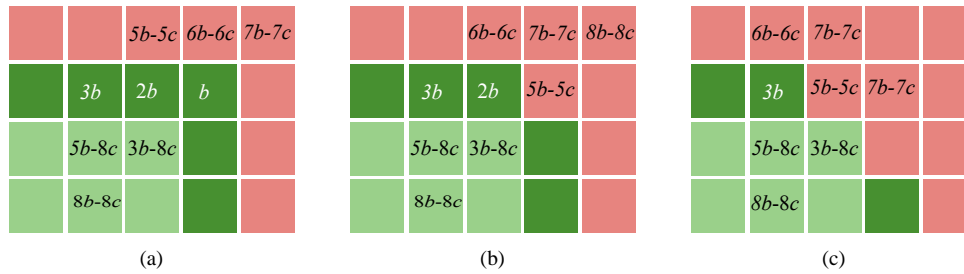 5b-5c 6b-6c 7b-7c
3b 2b b
5b-8c 3b-8c
8b-8c
(a)
6b-6c 7b-7c 8b-8c
3b 2b 5b-5c
5b-8c 3b-8c
8b-8c
(b)
6b-6c 7b-7c
3b 5b-5c 7b-7c
5b-8c 3b-8c
8b-8c
(c)